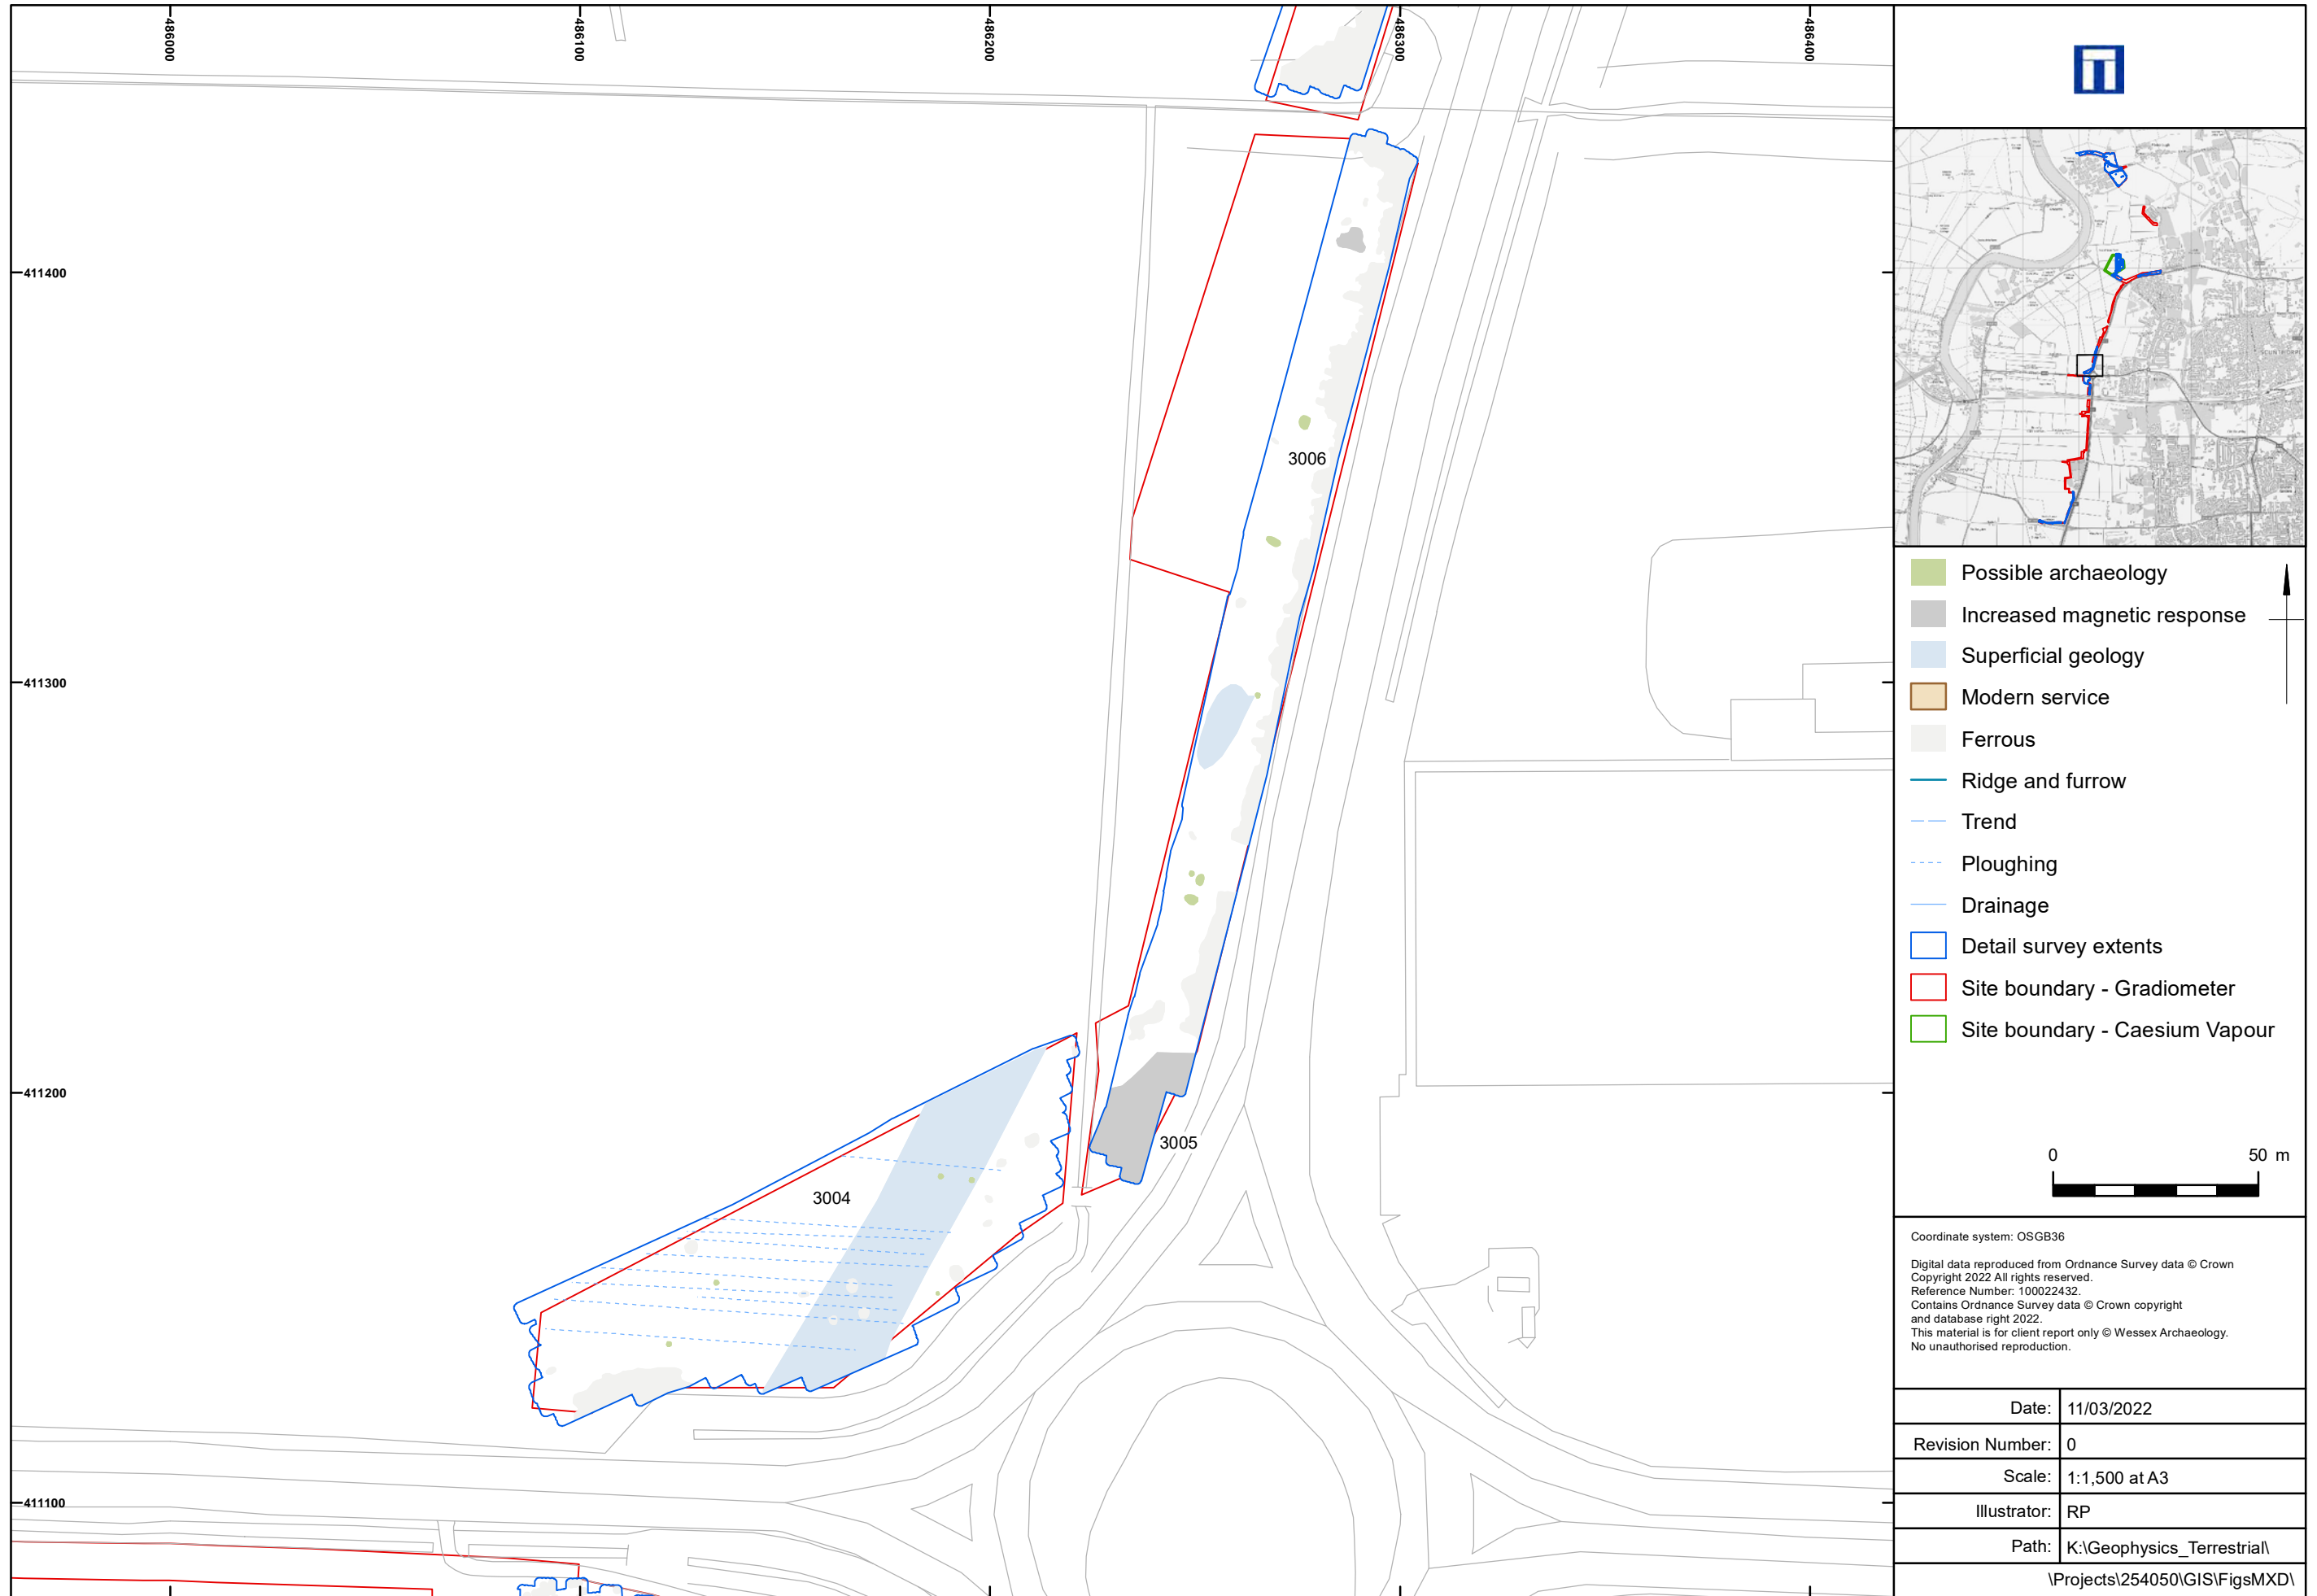 486000
486100
486200
486300
486400
411400
411300
411200
411100
3006
3005
3004
Possible archaeology
Increased magnetic response
Superficial geology
Modern service
Ferrous
Ridge and furrow
Trend
Ploughing
Drainage
Detail survey extents
Site boundary - Gradiometer
Site boundary - Caesium Vapour
0 50 m
Coordinate system: OSGB36
Digital data reproduced from Ordnance Survey data © Crown
Copyright 2022 All rights reserved.
Reference Number: 100022432.
Contains Ordnance Survey data © Crown copyright
and database right 2022.
This material is for client report only © Wessex Archaeology.
No unauthorised reproduction.
Date: 11/03/2022
Revision Number: 0
Scale: 1:1,500 at A3
Illustrator: RP
Path: K:\Geophysics_Terrestrial\
\Projects\254050\GIS\FigsMXD\